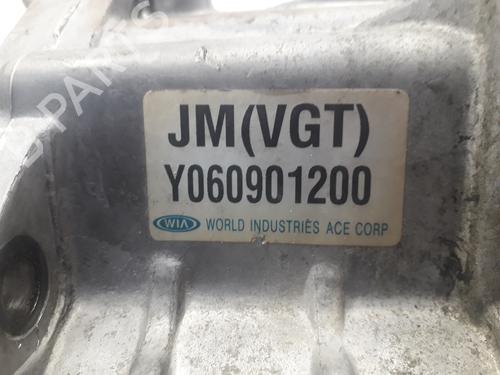 JM(VGT)
Y060901200
WIA WORLD INDUSTRIES ACE CORP